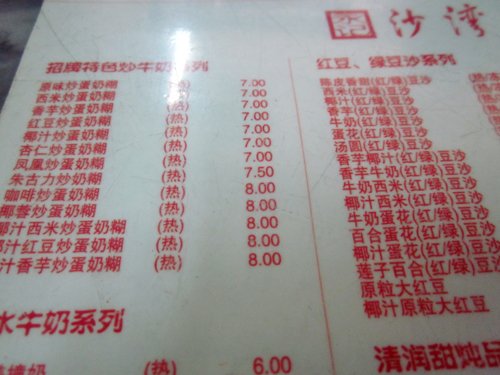 沙湾
招牌特色炒牛奶系列
原味炒蛋奶糊 (热) 7.00
西米炒蛋奶糊 (热) 7.00
香芋炒蛋奶糊 (热) 7.00
红豆炒蛋奶糊 (热) 7.00
椰汁炒蛋奶糊 (热) 7.00
杏仁炒蛋奶糊 (热) 7.00
凤凰炒蛋奶糊 (热) 7.50
朱古力炒蛋奶糊 (热) 8.00
咖啡炒蛋奶糊 (热) 8.00
椰香炒蛋奶糊 (热) 8.00
椰汁西米炒蛋奶糊 (热) 8.00
椰汁红豆炒蛋奶糊 (热) 8.00
汁香芋炒蛋奶糊 (热) 8.00
水牛奶系列
奶 (热) 6.00
红豆、绿豆沙系列
陈皮香甜(红/绿)豆沙
西米(红/绿)豆沙
椰汁(红/绿)豆沙
香芋(红/绿)豆沙
牛奶(红/绿)豆沙
蛋花(红/绿)豆沙
汤圆(红/绿)豆沙
香芋椰汁(红/绿)豆沙
香芋牛奶(红/绿)豆沙
牛奶西米(红/绿)豆沙
椰汁西米(红/绿)豆沙
牛奶蛋花(红/绿)豆沙
百合蛋花(红/绿)豆沙
椰汁蛋花(红/绿)豆沙
莲子百合(红/绿)豆沙
原粒大红豆
椰汁原粒大红豆
清润甜炖品